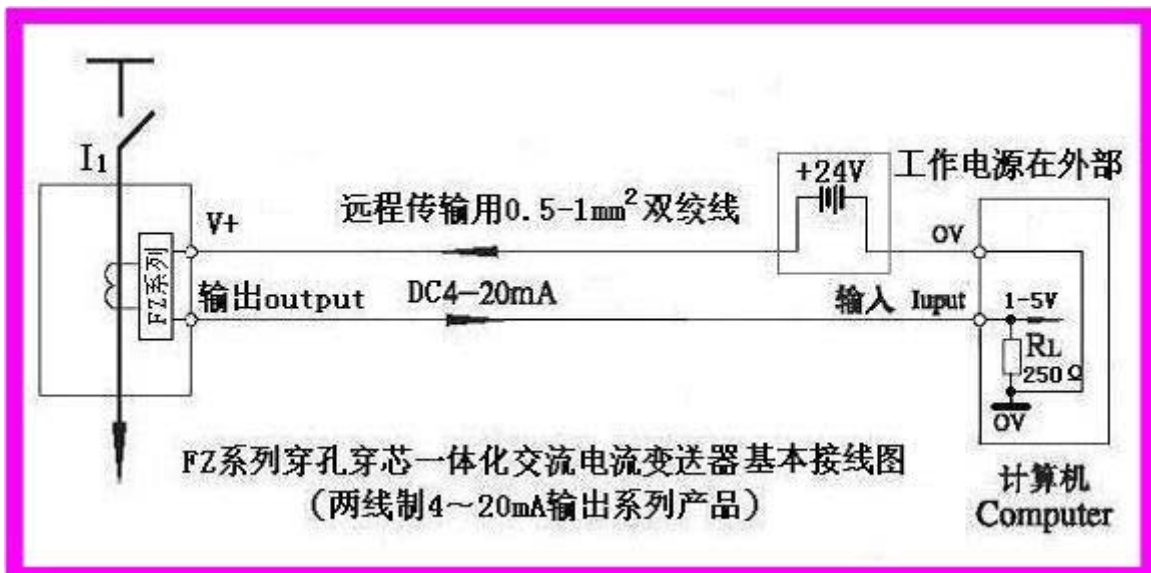 +24V
工作电源在外部
I1
V+
远程传输用0.5-1mm²双绞线
OV
FZ系列
输出output
DC4-20mA
输入 Iuput
1-5V
RL
250Ω
OV
FZ系列穿孔穿芯一体化交流电流变送器基本接线图
(两线制4～20mA输出系列产品)
计算机
Computer